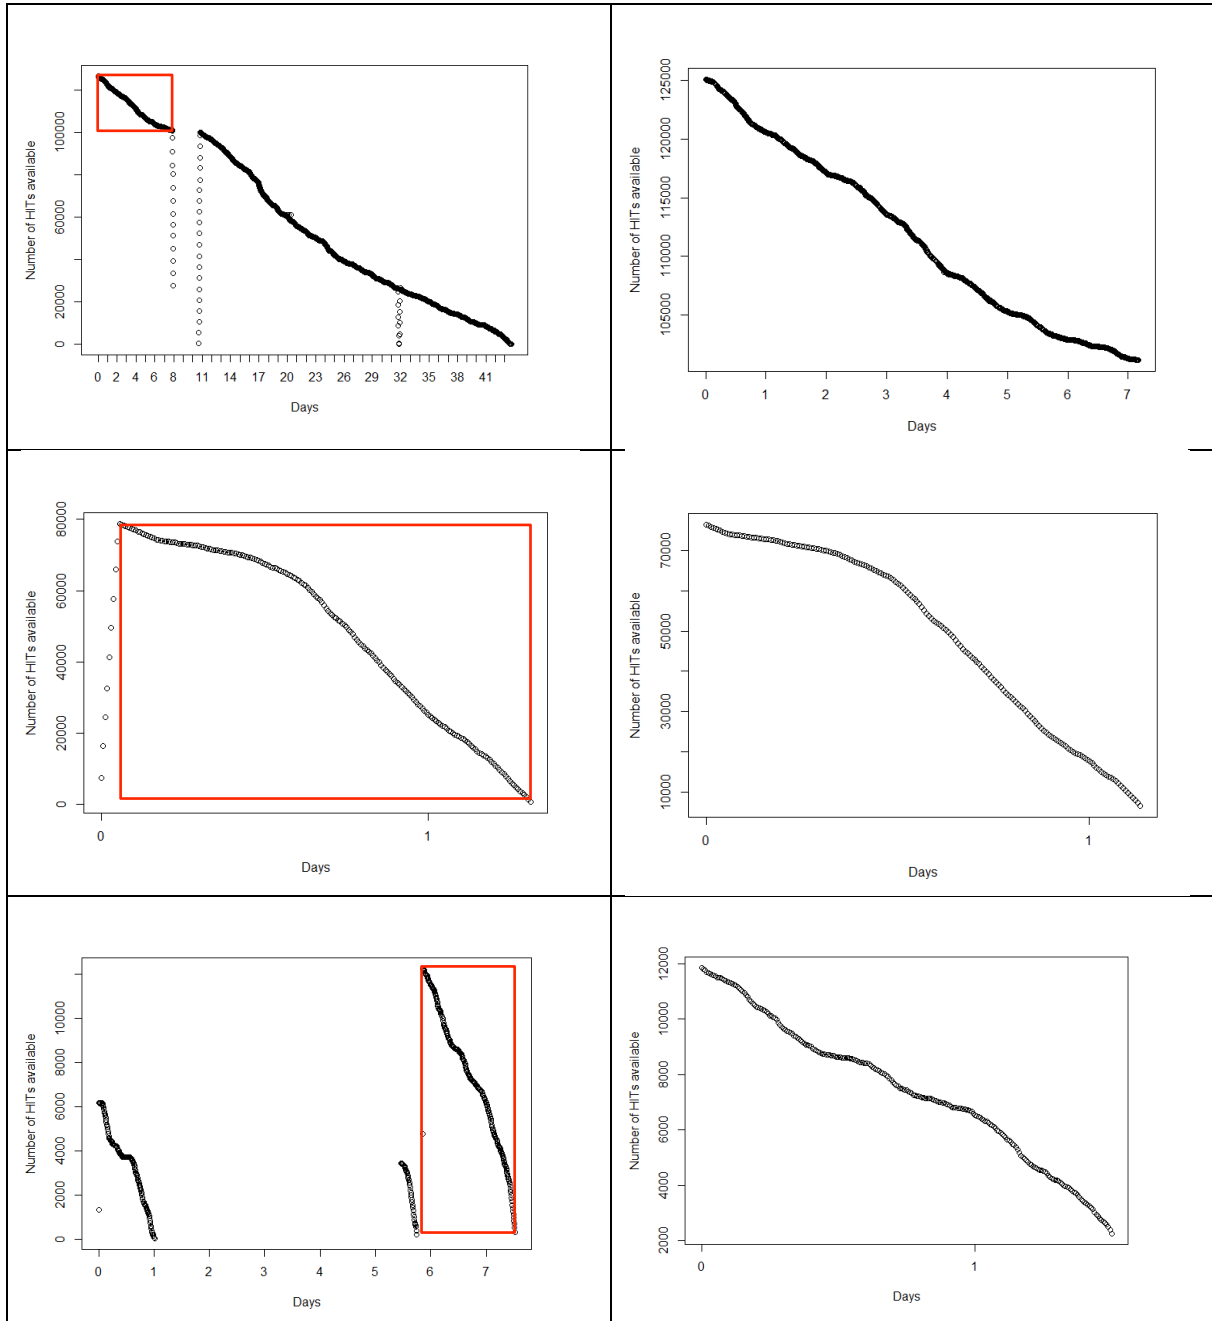 Number of HITs available
100000
60000
20000
0
0 2 4 6 8 11 14 17 20 23 26 29 32 35 38 41
Days
Number of HITs available
125000
120000
115000
110000
105000
0 1 2 3 4 5 6 7
Days
Number of HITs available
80000
60000
40000
20000
0
0 1
Days
Number of HITs available
70000
50000
30000
10000
0 1
Days
Number of HITs available
10000
8000
6000
4000
2000
0
0 1 2 3 4 5 6 7
Days
Number of HITs available
12000
10000
8000
6000
4000
2000
0 1
Days